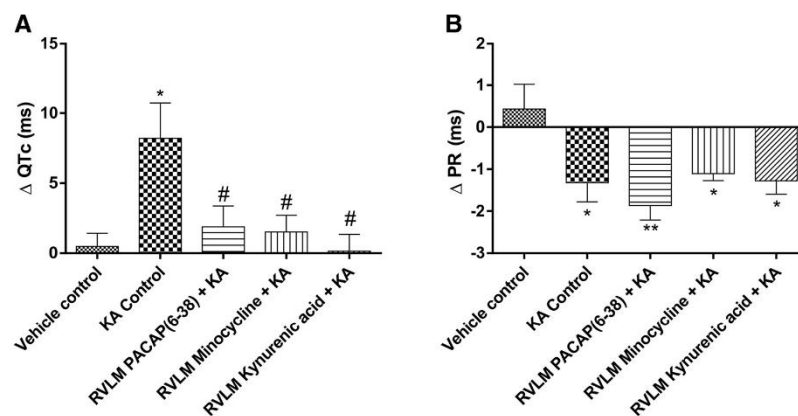 A
Δ QTc (ms)
15
10
5
0
*
#
#
#
Vehicle control
KA Control
RVLM PACAP(6-38) + KA
RVLM Minocycline + KA
RVLM Kynurenic acid + KA
B
Δ PR (ms)
2
1
0
-1
-2
-3
*
**
*
*
Vehicle control
KA Control
RVLM PACAP(6-38) + KA
RVLM Minocycline + KA
RVLM Kynurenic acid + KA